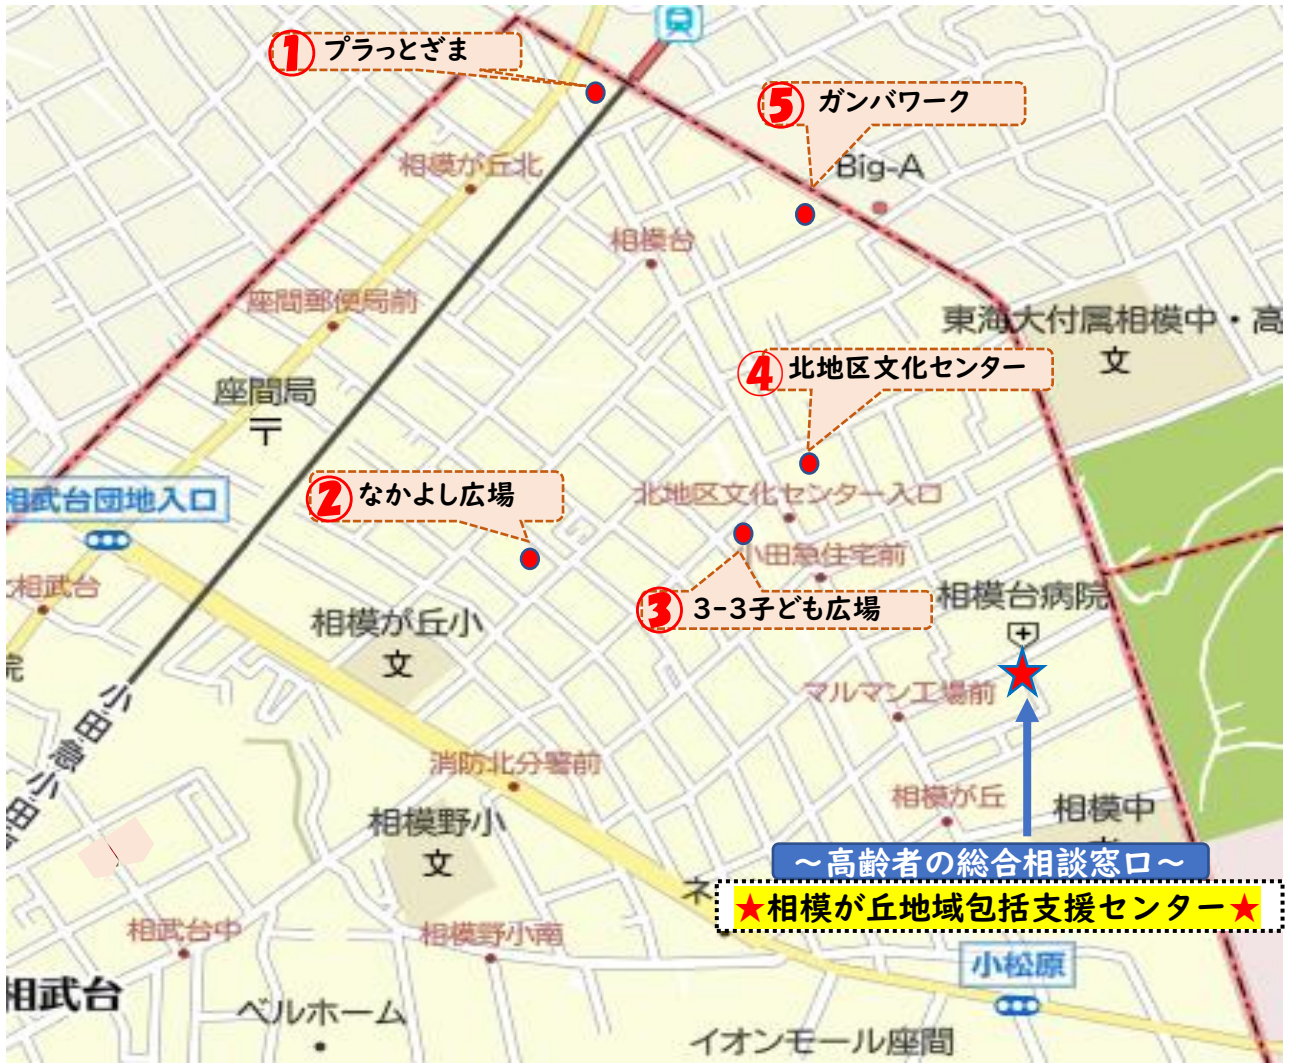 ① プラっとざま
⑤ ガンバワーク
Big-A
相模が丘北
相模台
座間郵便局前
東海大付属相模中・高
文
座間局
④ 北地区文化センター
② なかよし広場
相武台団地入口
北地区文化センター入口
小田急住宅前
相武台
相模が丘小
文
③ 3-3子ども広場
相模台病院
院
マルマン工場前
小田急小田
消防北分署前
相模が丘
相模中
相模野小
文
～高齢者の総合相談窓口～
ネ
★相模が丘地域包括支援センター★
相武台中
相模野小南
小松原
相武台
ベルホーム
イオンモール座間